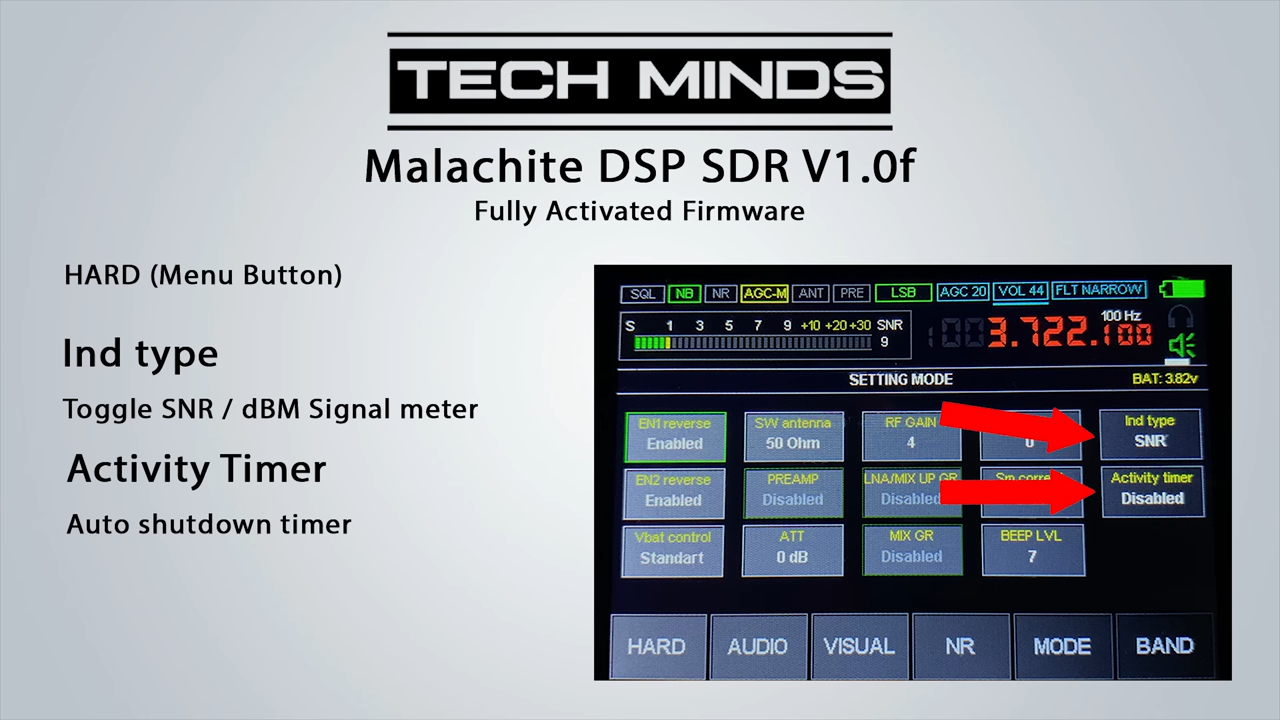 TECH MINDS
Malachite DSP SDR V1.0f
Fully Activated Firmware
HARD (Menu Button)
Ind type
Toggle SNR / dBM Signal meter
Activity Timer
Auto shutdown timer
SQL NB NR AGC-M ANT PRE LSB AGC 20 VOL 44 FLT NARROW
S 1 3 5 7 9 +10 +20 +30 SNR
9
100 Hz
1003.722.100
SETTING MODE
BAT: 3.82v
EN1 reverse
Enabled
SW antenna
50 Ohm
RF GAIN
4
0
Ind type
SNR
EN2 reverse
Enabled
PREAMP
Disabled
LNA/MIX UP GR
Disabled
Activity timer
Disabled
Vbat control
Standart
ATT
0 dB
MIX GR
Disabled
BEEP LVL
7
HARD AUDIO VISUAL NR MODE BAND